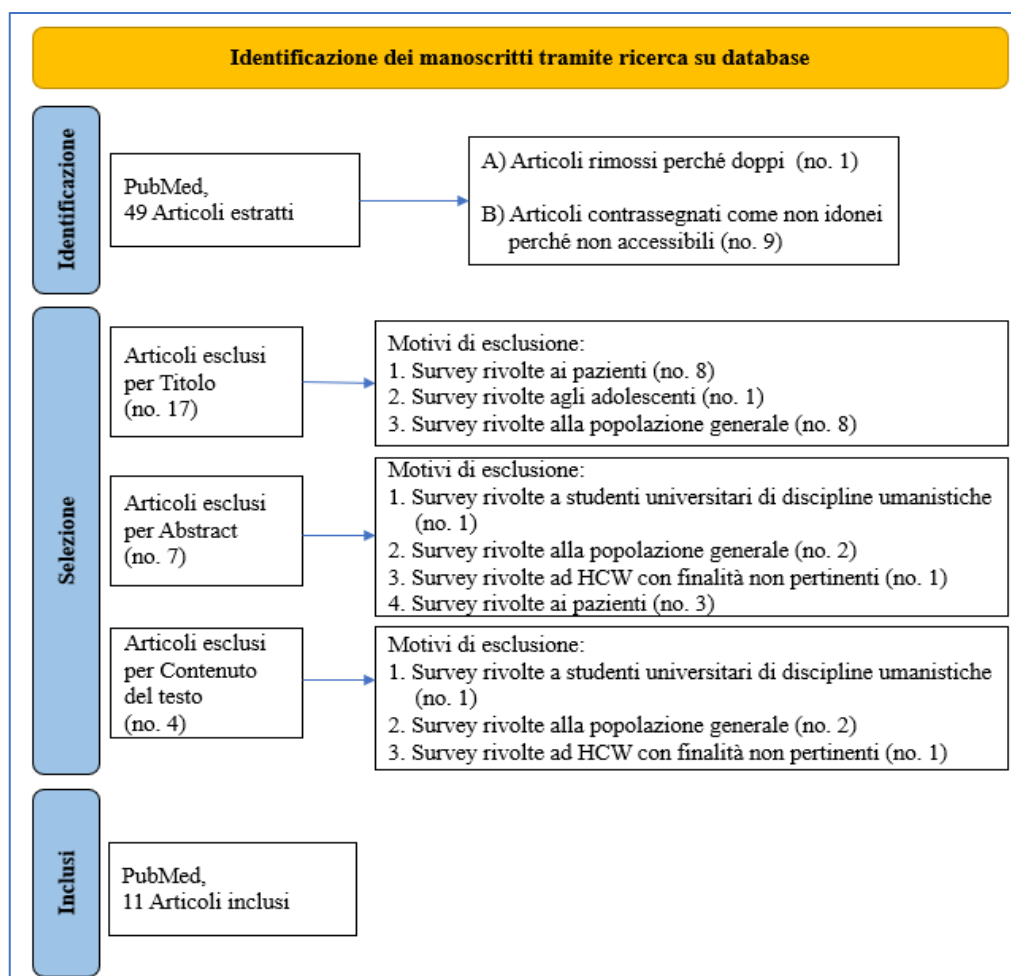 Identificazione dei manoscritti tramite ricerca su database
Identificazione
PubMed,
49 Articoli estratti
A) Articoli rimossi perché doppi (no. 1)
B) Articoli contrassegnati come non idonei
perché non accessibili (no. 9)
Selezione
Articoli esclusi
per Titolo
(no. 17)
Motivi di esclusione:
1. Survey rivolte ai pazienti (no. 8)
2. Survey rivolte agli adolescenti (no. 1)
3. Survey rivolte alla popolazione generale (no. 8)
Articoli esclusi
per Abstract
(no. 7)
Motivi di esclusione:
1. Survey rivolte a studenti universitari di discipline umanistiche
(no. 1)
2. Survey rivolte alla popolazione generale (no. 2)
3. Survey rivolte ad HCW con finalità non pertinenti (no. 1)
4. Survey rivolte ai pazienti (no. 3)
Articoli esclusi
per Contenuto
del testo
(no. 4)
Motivi di esclusione:
1. Survey rivolte a studenti universitari di discipline umanistiche
(no. 1)
2. Survey rivolte alla popolazione generale (no. 2)
3. Survey rivolte ad HCW con finalità non pertinenti (no. 1)
Inclusi
PubMed,
11 Articoli inclusi